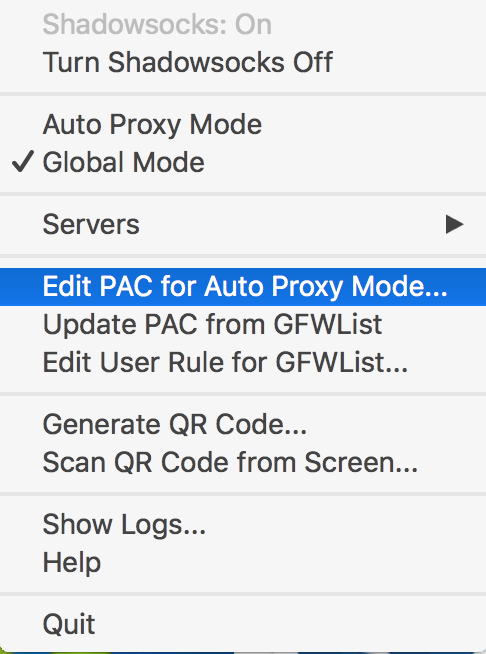 Shadowsocks: On
Turn Shadowsocks Off
Auto Proxy Mode
Global Mode
Servers
Edit PAC for Auto Proxy Mode...
Update PAC from GFWList
Edit User Rule for GFWList...
Generate QR Code...
Scan QR Code from Screen...
Show Logs...
Help
Quit